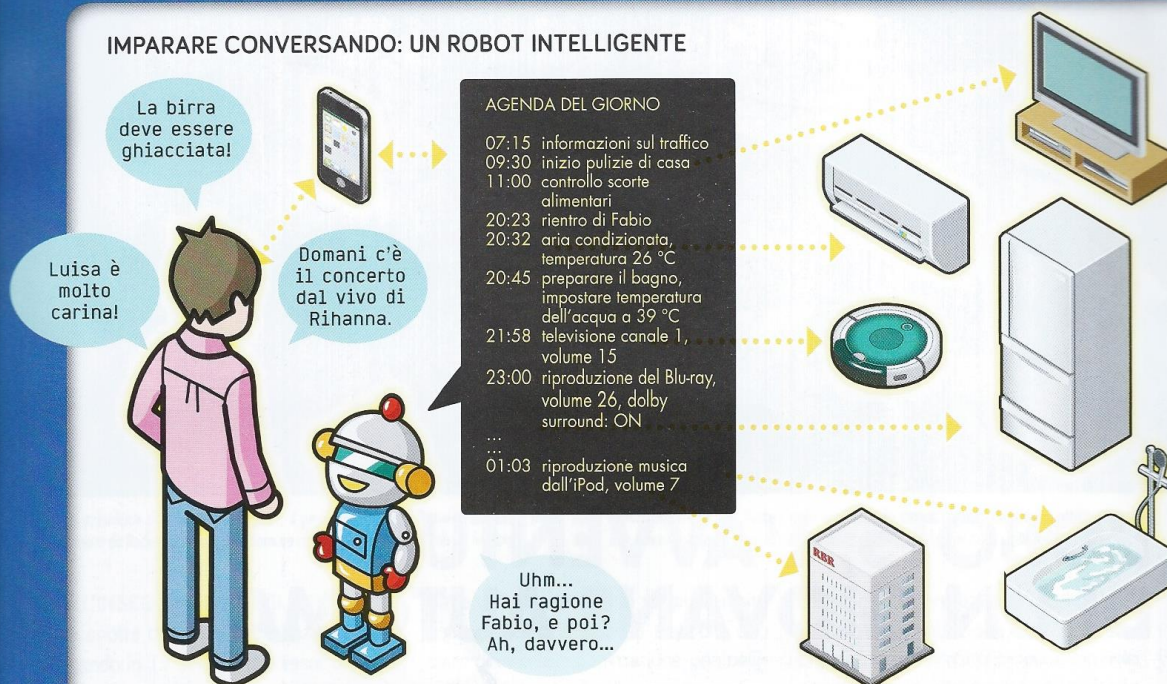 IMPARARE CONVERSANDO: UN ROBOT INTELLIGENTE
La birra
deve essere
ghiacciata!
Luisa è
molto
carina!
Domani c'è
il concerto
dal vivo di
Rihanna.
AGENDA DEL GIORNO
07:15 informazioni sul traffico
09:30 inizio pulizie di casa
11:00 controllo scorte
alimentari
20:23 rientro di Fabio
20:32 aria condizionata,
temperatura 26 °C
20:45 preparare il bagno,
impostare temperatura
dell'acqua a 39 °C
21:58 televisione canale 1,
volume 15
23:00 riproduzione del Blu-ray,
volume 26, dolby
surround: ON
...
...
01:03 riproduzione musica
dall'iPod, volume 7
Uhm...
Hai ragione
Fabio, e poi?
Ah, davvero...
RBR